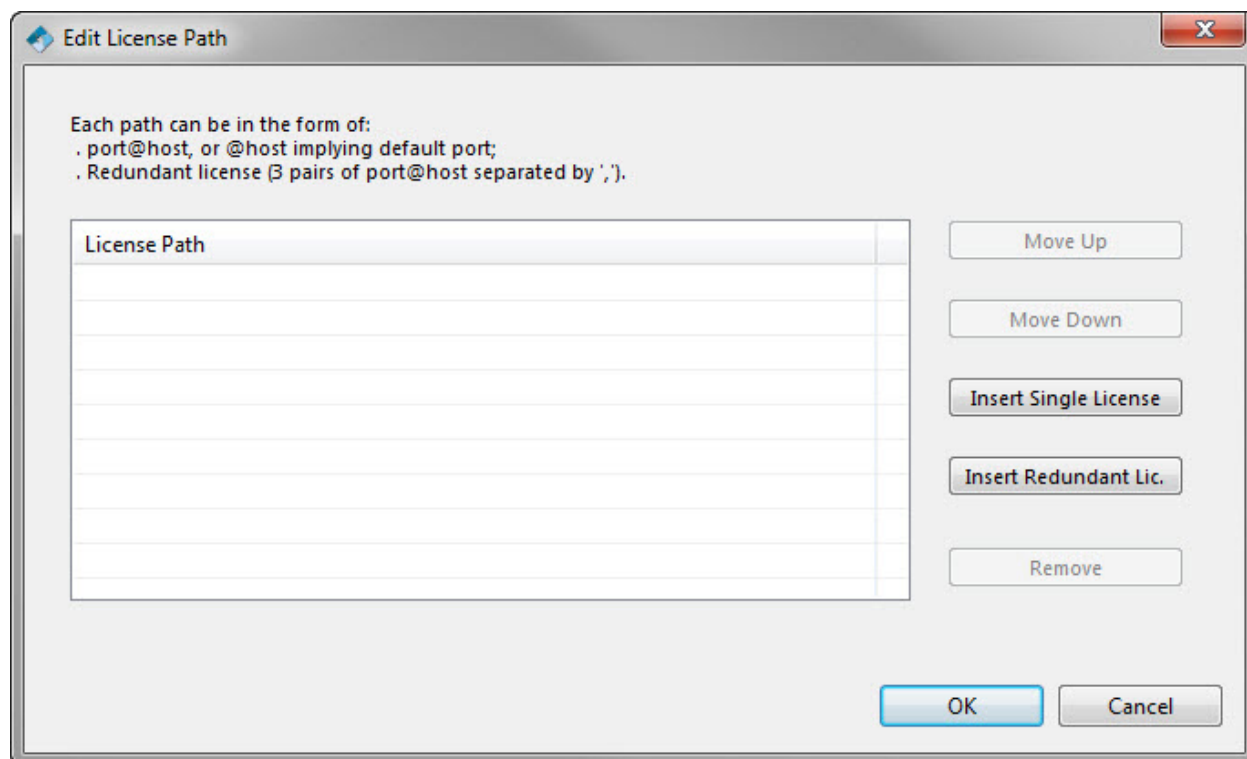 Edit License Path
Each path can be in the form of:
. port@host, or @host implying default port;
. Redundant license (3 pairs of port@host separated by ',').
License Path
Move Up
Move Down
Insert Single License
Insert Redundant Lic.
Remove
OK
Cancel